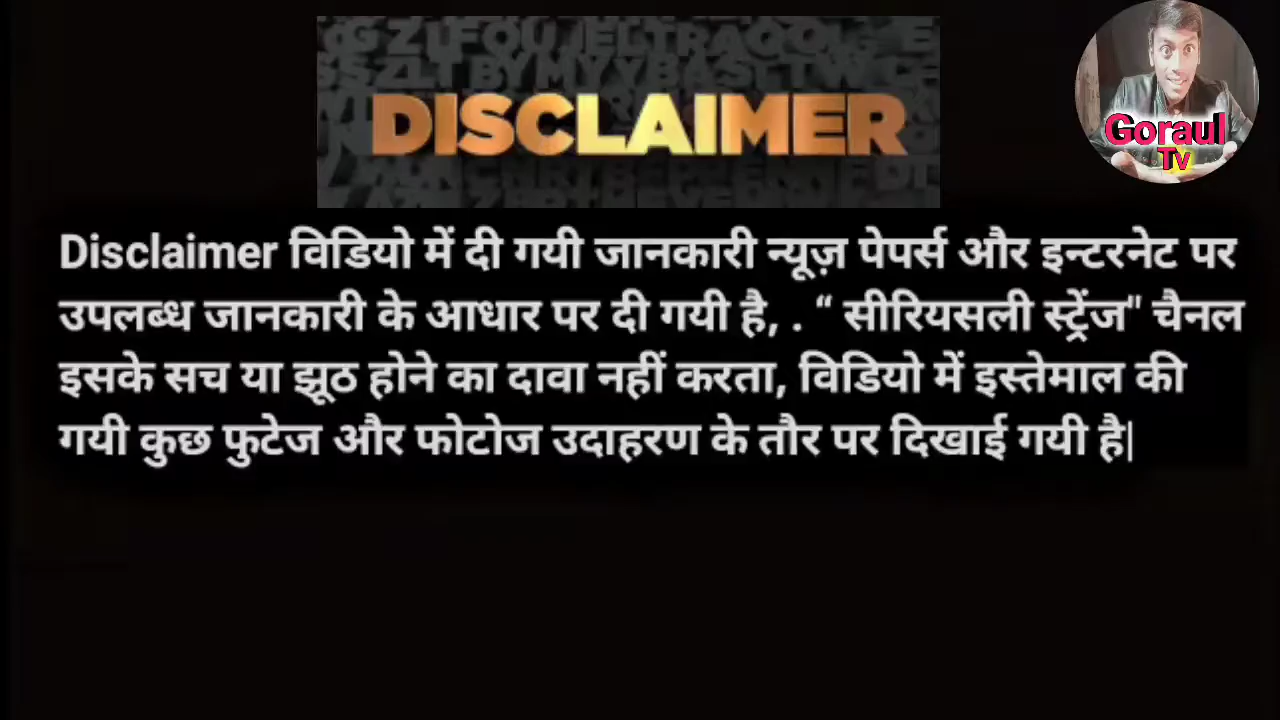 DISCLAIMER
Goraul
Tv
Disclaimer विडियो में दी गयी जानकारी न्यूज़ पेपर्स और इन्टरनेट पर
उपलब्ध जानकारी के आधार पर दी गयी है, . “ सीरियसली स्ट्रेंज" चैनल
इसके सच या झूठ होने का दावा नहीं करता, विडियो में इस्तेमाल की
गयी कुछ फुटेज और फोटोज उदाहरण के तौर पर दिखाई गयी है|